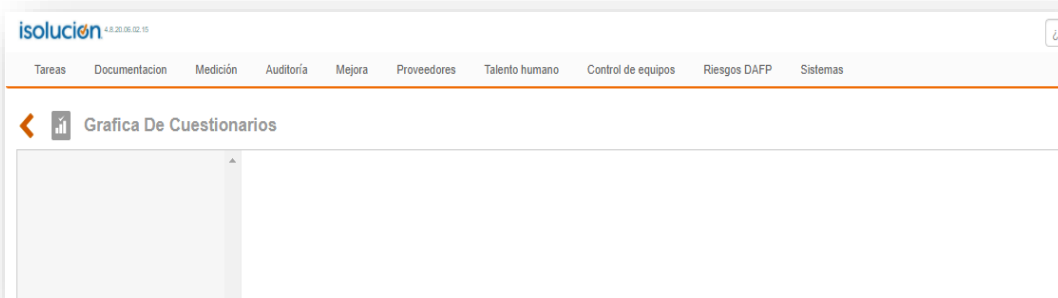 isolución 4.8.20.06.02.15
¿
Tareas Documentacion Medición Auditoría Mejora Proveedores Talento humano Control de equipos Riesgos DAFP Sistemas
Grafica De Cuestionarios